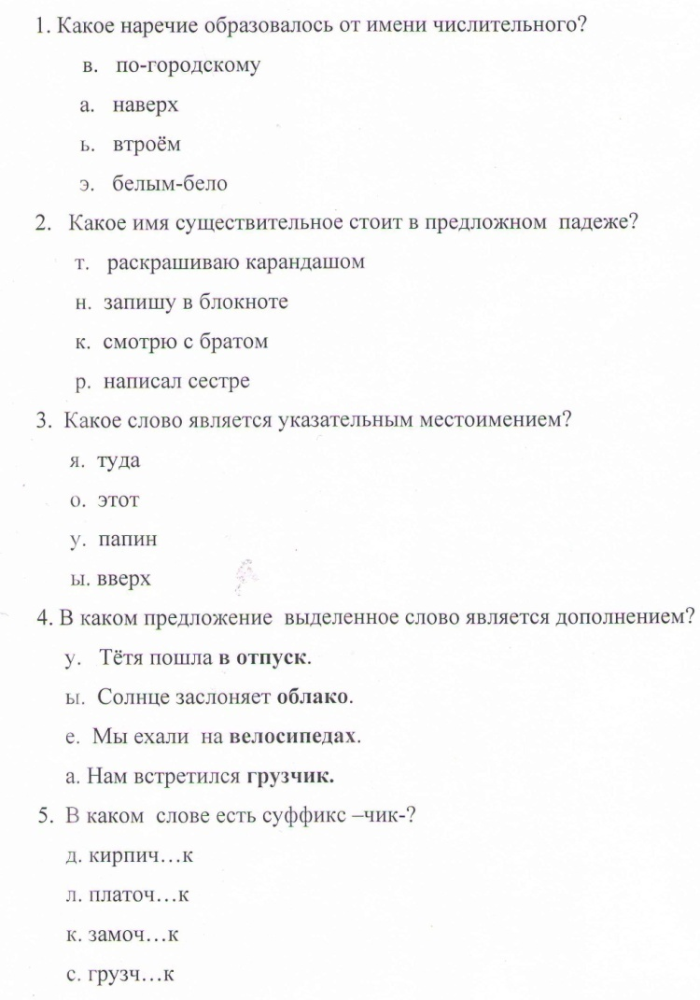 1. Какое наречие образовалось от имени числительного?
в. по-городскому
а. наверх
ь. втроём
э. белым-бело
2. Какое имя существительное стоит в предложном падеже?
т. раскрашиваю карандашом
н. запишу в блокноте
к. смотрю с братом
р. написал сестре
3. Какое слово является указательным местоимением?
я. туда
о. этот
у. папин
ы. вверх
4. В каком предложение выделенное слово является дополнением?
у. Тётя пошла в отпуск.
ы. Солнце заслоняет облако.
е. Мы ехали на велосипедах.
а. Нам встретился грузчик.
5. В каком слове есть суффикс –чик-?
д. кирпич…к
л. платоч…к
к. замоч…к
с. грузч…к